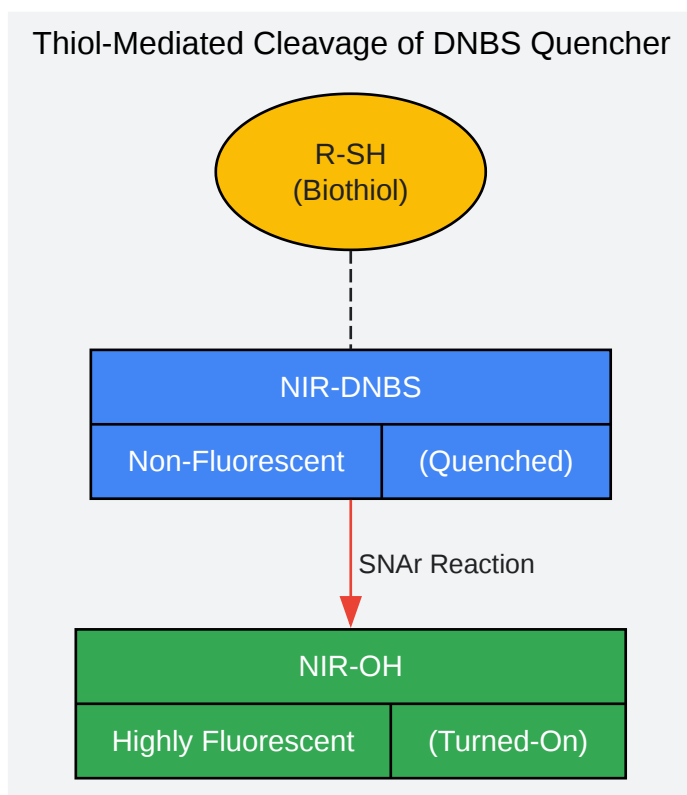 Thiol-Mediated Cleavage of DNBS Quencher
R-SH
(Biothiol)
NIR-DNBS
Non-Fluorescent (Quenched)
SNAr Reaction
NIR-OH
Highly Fluorescent (Turned-On)